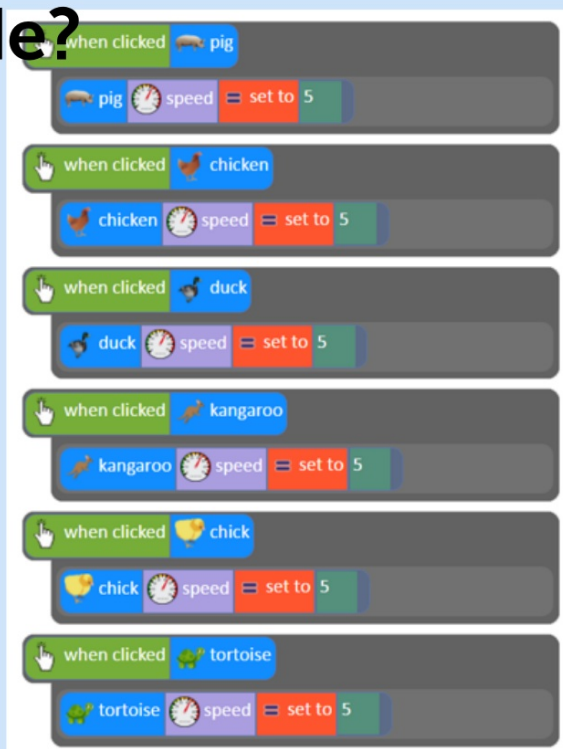 e?
when clicked pig
pig speed = set to 5
when clicked chicken
chicken speed = set to 5
when clicked duck
duck speed = set to 5
when clicked kangaroo
kangaroo speed = set to 5
when clicked chick
chick speed = set to 5
when clicked tortoise
tortoise speed = set to 5